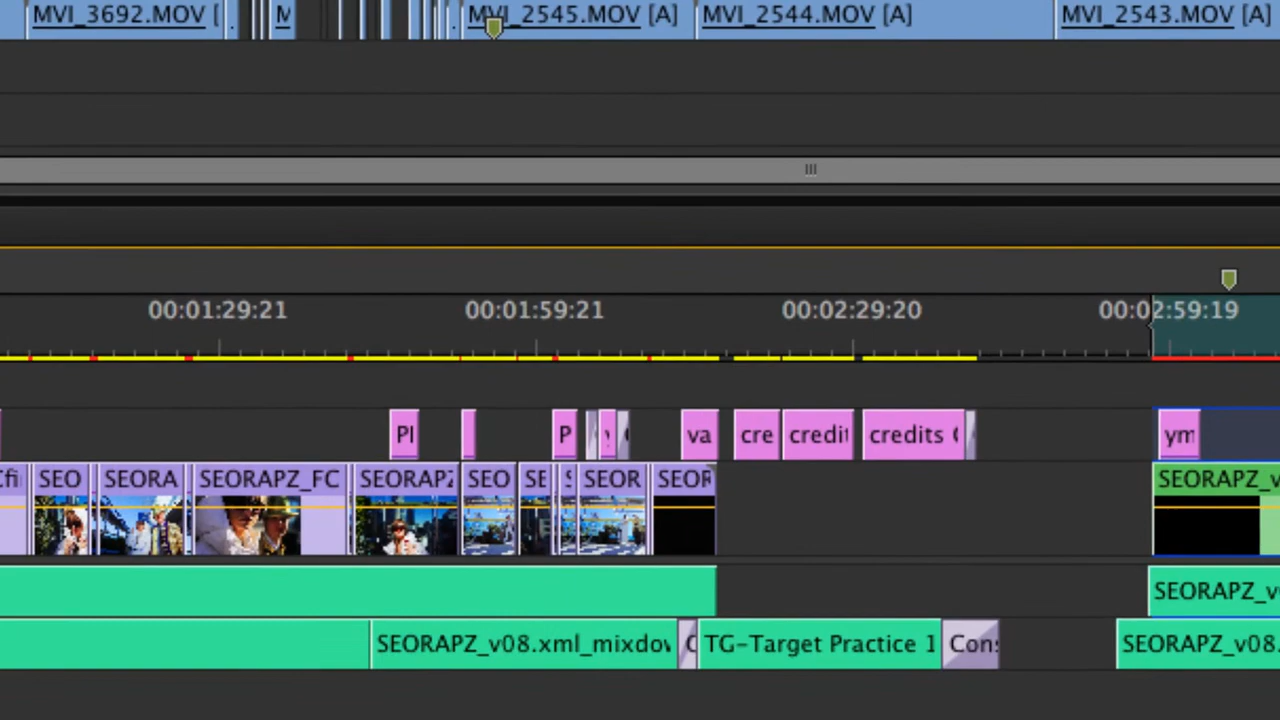 MVI_3692.MOV [
M
MVI_2545.MOV [A]
MVI_2544.MOV [A]
MVI_2543.MOV [A]
00:01:29:21
00:01:59:21
00:02:29:20
00:02:59:19
Pl
P
va
cre
credit
credits
ym
SEO
SEORA
SEORAPZ_FC
SEORAPZ
SEO
SE
S
SEOR
SEOR
SEORAPZ_v
SEORAPZ_v
SEORAPZ_v08.xml_mixdov
TG-Target Practice 1
Cons
SEORAPZ_v08.